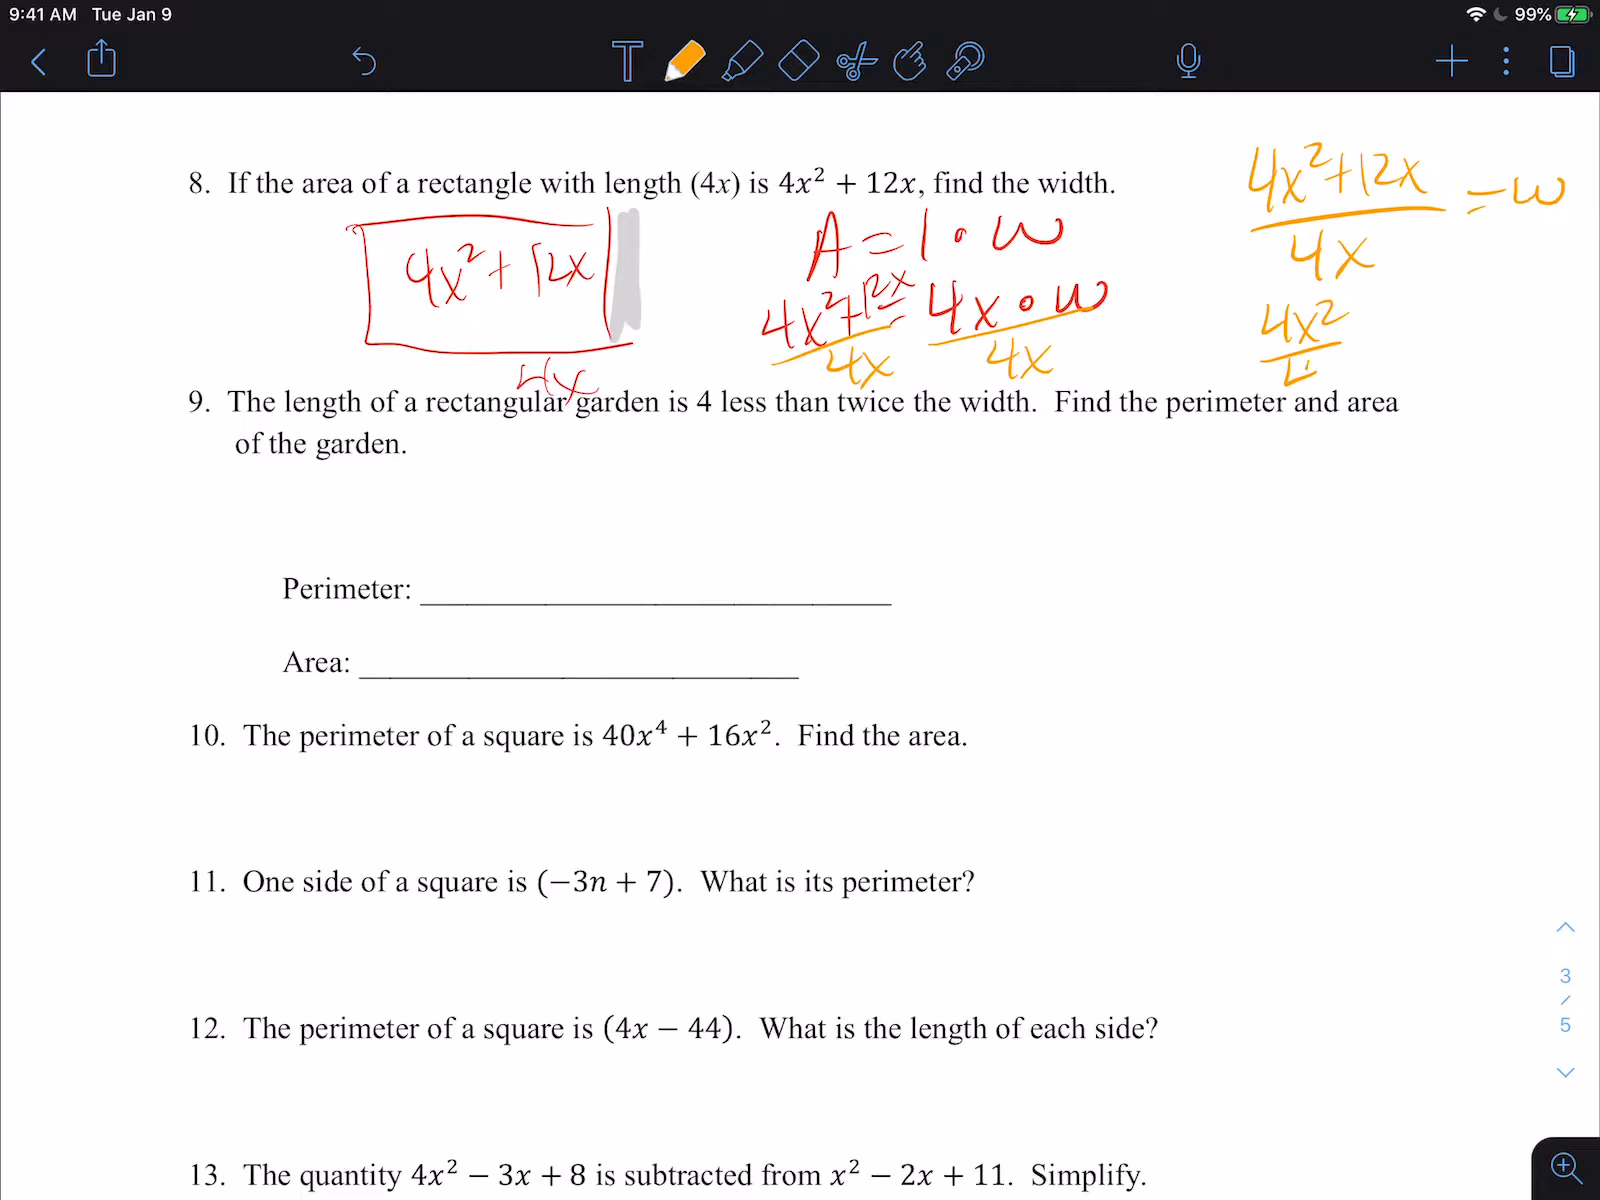 9:41 AM Tue Jan 9
99%
T
8. If the area of a rectangle with length (4x) is 4x² + 12x, find the width.
4x² + 12x
4x
A = l · w
4x² + 12x = 4x · w
4x 4x
4x² + 12x = w
4x
4x²
9. The length of a rectangular garden is 4 less than twice the width. Find the perimeter and area
of the garden.
Perimeter:
Area:
10. The perimeter of a square is 40x⁴ + 16x². Find the area.
11. One side of a square is (−3n + 7). What is its perimeter?
12. The perimeter of a square is (4x − 44). What is the length of each side?
13. The quantity 4x² − 3x + 8 is subtracted from x² − 2x + 11. Simplify.
3
/
5